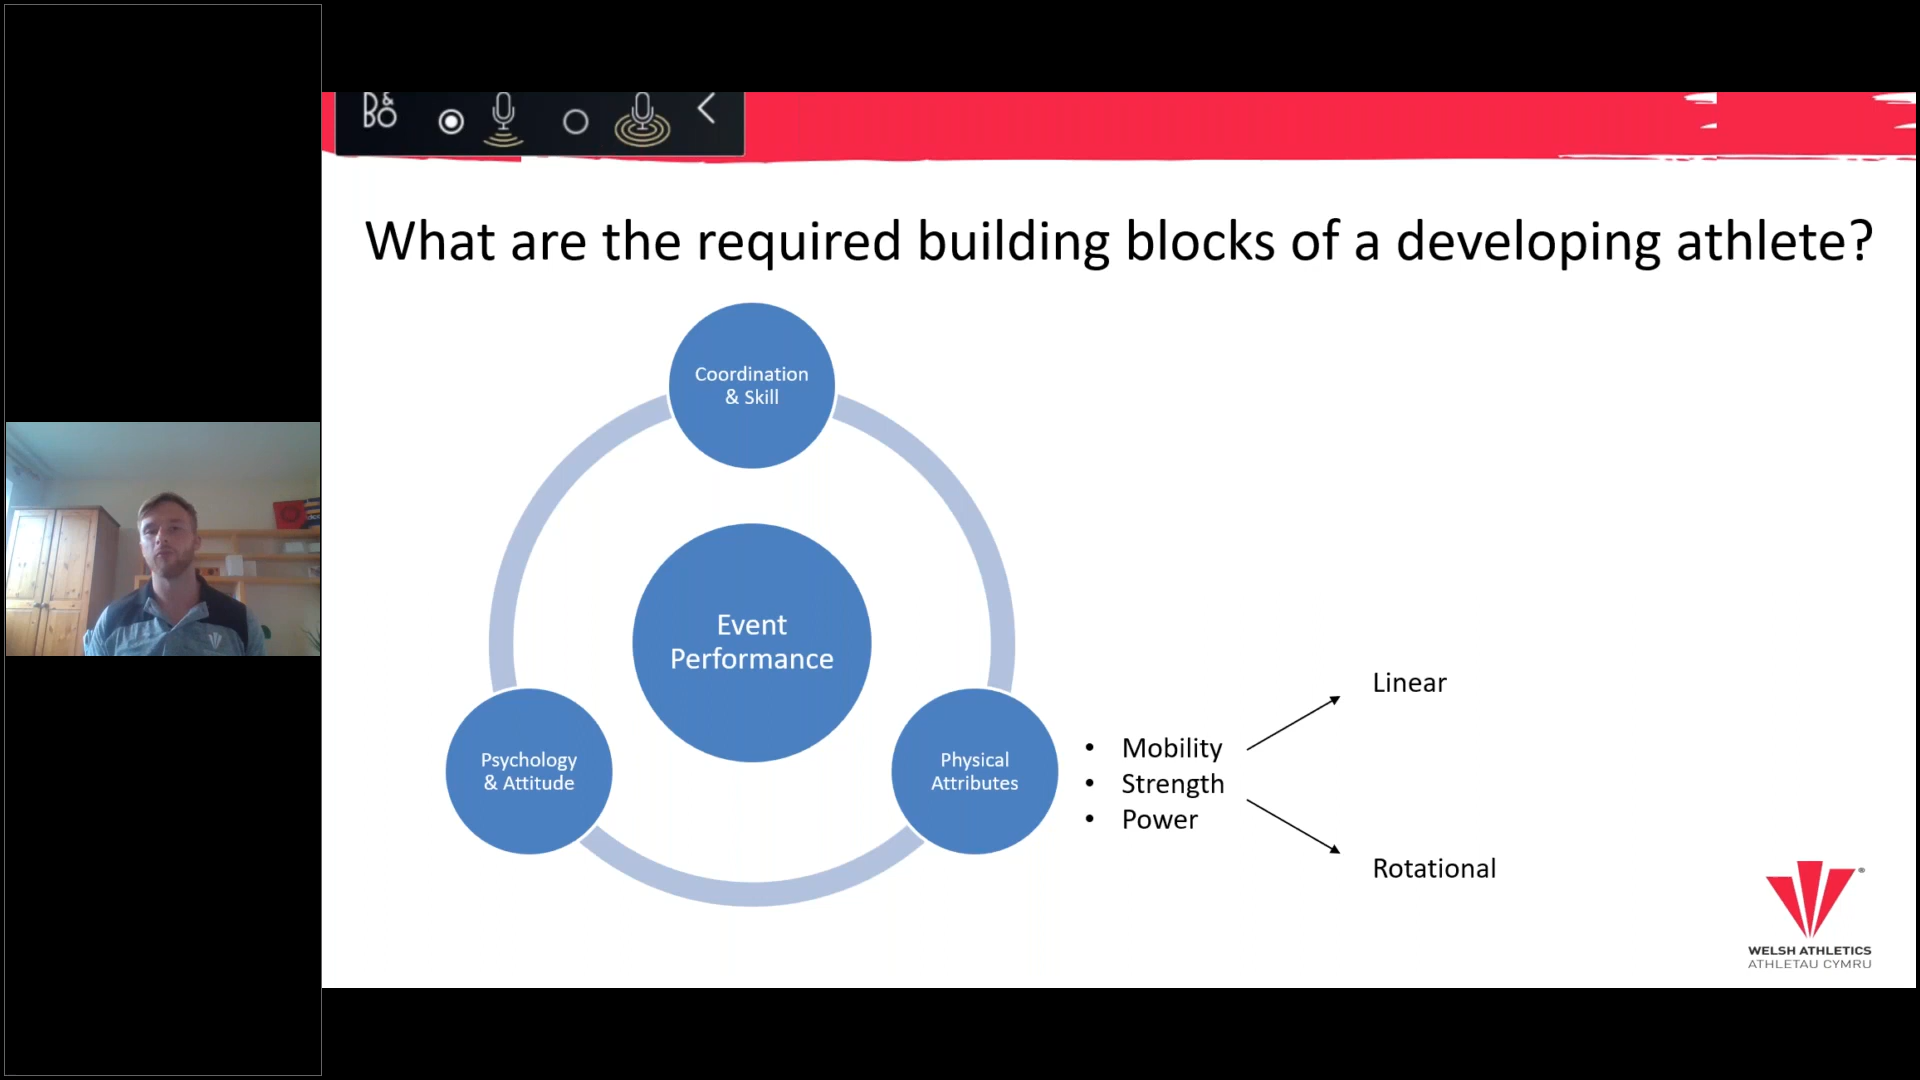 B&O
What are the required building blocks of a developing athlete?
Coordination
& Skill
Event
Performance
Psychology
& Attitude
Physical
Attributes
• Mobility
• Strength
• Power
Linear
Rotational
®
WELSH ATHLETICS
ATHLETAU CYMRU